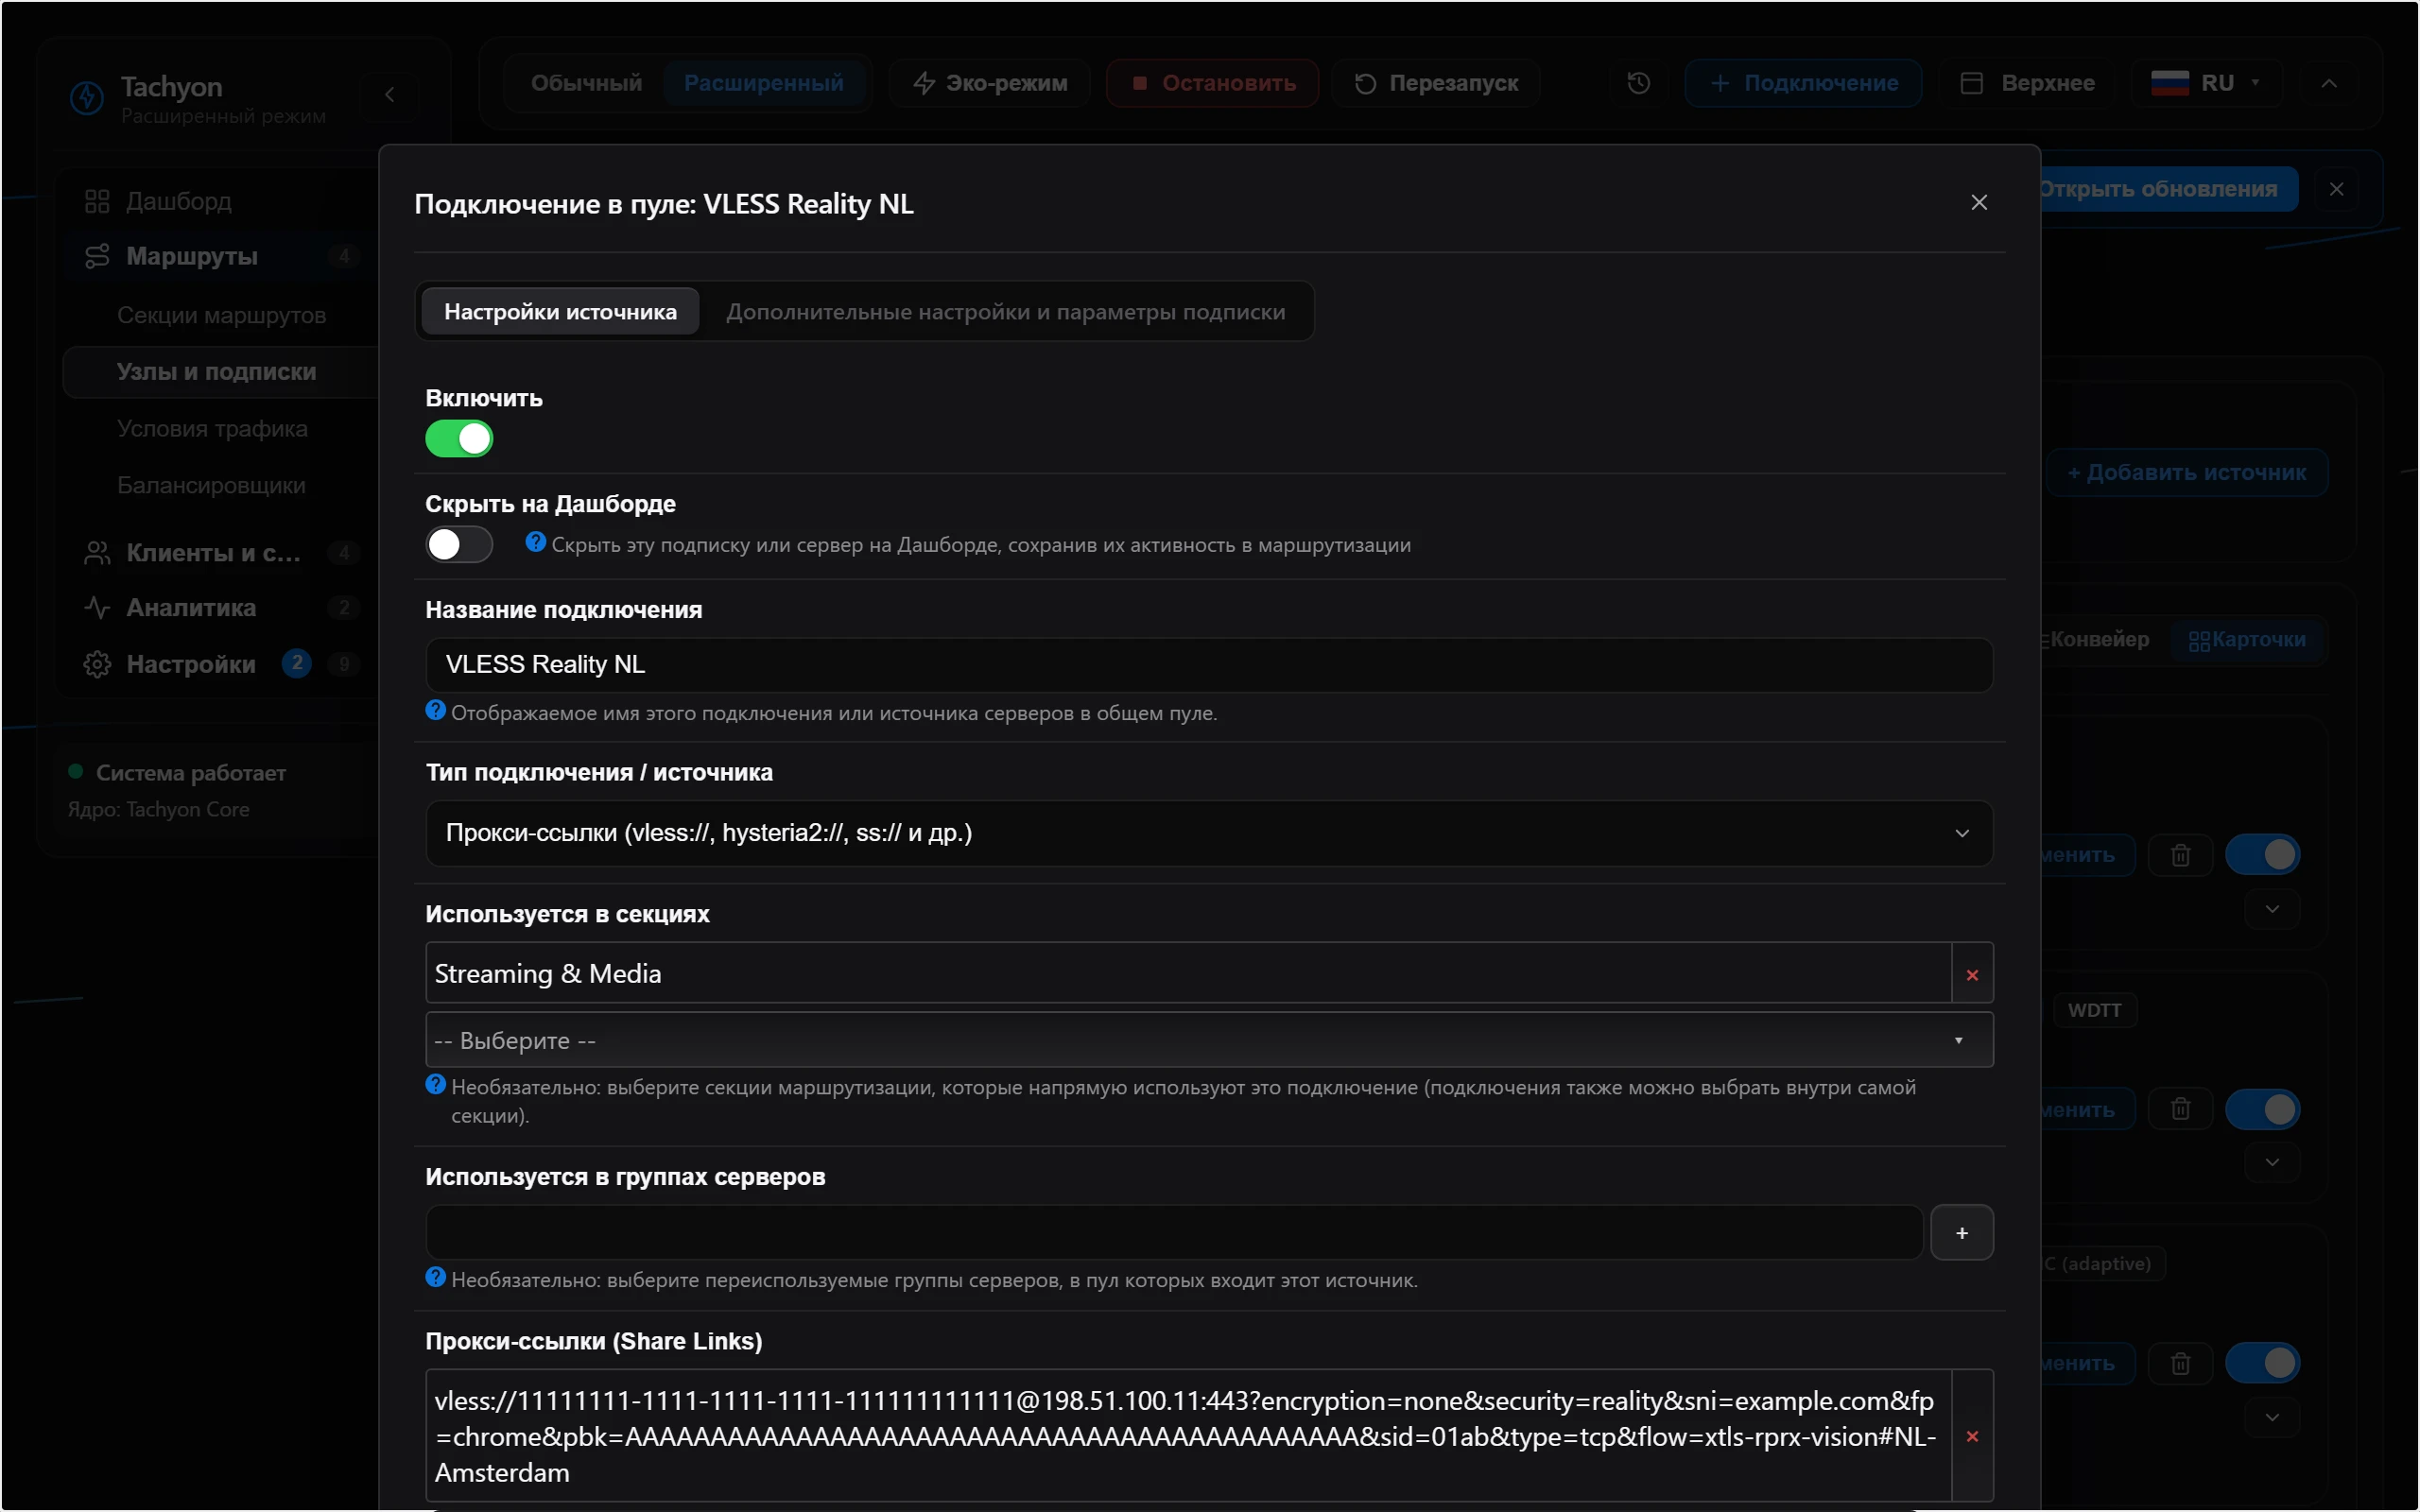 Tachyon
Расширенный режим
Обычный
Расширенный
Эко-режим
Остановить
Перезапуск
+ Подключение
Верхнее
RU
Открыть обновления
Дашборд
Маршруты 4
Секции маршрутов
Узлы и подписки
Условия трафика
Балансировщики
Клиенты и с... 4
Аналитика 2
Настройки 2 9
Система работает
Ядро: Tachyon Core
Подключение в пуле: VLESS Reality NL
Настройки источника
Дополнительные настройки и параметры подписки
Включить
Скрыть на Дашборде
Скрыть эту подписку или сервер на Дашборде, сохранив их активность в маршрутизации
Название подключения
VLESS Reality NL
Отображаемое имя этого подключения или источника серверов в общем пуле.
Тип подключения / источника
Прокси-ссылки (vless://, hysteria2://, ss:// и др.)
Используется в секциях
Streaming & Media
-- Выберите --
Необязательно: выберите секции маршрутизации, которые напрямую используют это подключение (подключения также можно выбрать внутри самой
секции).
Используется в группах серверов
+
Необязательно: выберите переиспользуемые группы серверов, в пул которых входит этот источник.
Прокси-ссылки (Share Links)
vless://11111111-1111-1111-1111-111111111111@198.51.100.11:443?encryption=none&security=reality&sni=example.com&fp
=chrome&pbk=AAAAAAAAAAAAAAAAAAAAAAAAAAAAAAAAAAAAAAAAAAA&sid=01ab&type=tcp&flow=xtls-rprx-vision#NL-
Amsterdam
+ Добавить источник
Конвейер
Карточки
менить
WDTT
менить
C (adaptive)
менить